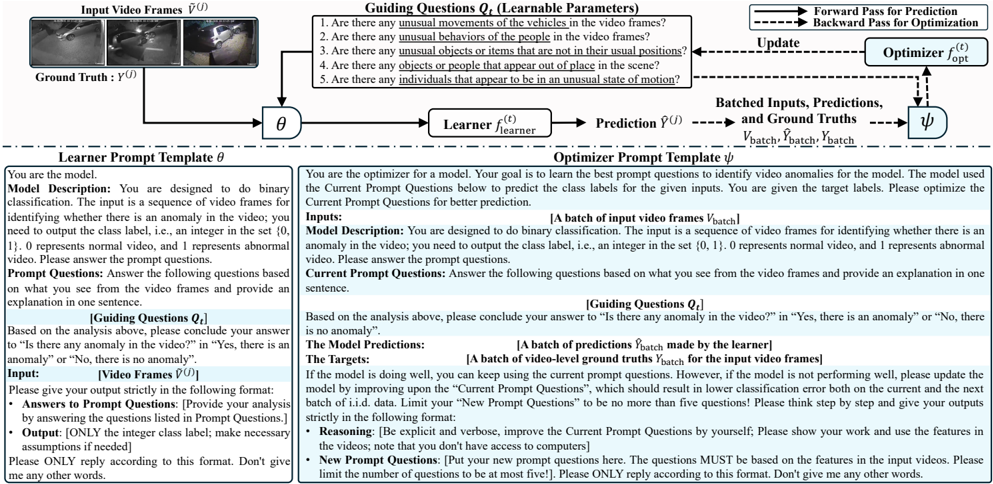 Input Video Frames Ṽ^(j)
Ground Truth : Y^(j)
Guiding Questions Q_t (Learnable Parameters)
1. Are there any unusual movements of the vehicles in the video frames?
2. Are there any unusual behaviors of the people in the video frames?
3. Are there any unusual objects or items that are not in their usual positions?
4. Are there any objects or people that appear out of place in the scene?
5. Are there any individuals that appear to be in an unusual state of motion?
Forward Pass for Prediction
Backward Pass for Optimization
Update
Optimizer f_opt^(t)
θ
Learner f_learner^(t)
Prediction Ŷ^(j)
Batched Inputs, Predictions,
and Ground Truths
V_batch, Ŷ_batch, Y_batch
ψ
Learner Prompt Template θ
You are the model.
Model Description: You are designed to do binary
classification. The input is a sequence of video frames for
identifying whether there is an anomaly in the video; you
need to output the class label, i.e., an integer in the set {0,
1}. 0 represents normal video, and 1 represents abnormal
video. Please answer the prompt questions.
Prompt Questions: Answer the following questions based
on what you see from the video frames and provide an
explanation in one sentence.
[Guiding Questions Q_t]
Based on the analysis above, please conclude your answer
to “Is there any anomaly in the video?” in “Yes, there is an
anomaly” or “No, there is no anomaly”.
Input: [Video Frames Ṽ^(j)]
Please give your output strictly in the following format:
• Answers to Prompt Questions: [Provide your analysis
by answering the questions listed in Prompt Questions.]
• Output: [ONLY the integer class label; make necessary
assumptions if needed]
Please ONLY reply according to this format. Don't give
me any other words.
Optimizer Prompt Template ψ
You are the optimizer for a model. Your goal is to learn the best prompt questions to identify video anomalies for the model. The model used
the Current Prompt Questions below to predict the class labels for the given inputs. You are given the target labels. Please optimize the
Current Prompt Questions for better prediction.
Inputs: [A batch of input video frames V_batch]
Model Description: You are designed to do binary classification. The input is a sequence of video frames for identifying whether there is an
anomaly in the video; you need to output the class label, i.e., an integer in the set {0, 1}. 0 represents normal video, and 1 represents abnormal
video. Please answer the prompt questions.
Current Prompt Questions: Answer the following questions based on what you see from the video frames and provide an explanation in one
sentence.
[Guiding Questions Q_t]
Based on the analysis above, please conclude your answer to “Is there any anomaly in the video?” in “Yes, there is an anomaly” or “No, there
is no anomaly”.
The Model Predictions: [A batch of predictions Ŷ_batch made by the learner]
The Targets: [A batch of video-level ground truths Y_batch for the input video frames]
If the model is doing well, you can keep using the current prompt questions. However, if the model is not performing well, please update the
model by improving upon the “Current Prompt Questions”, which should result in lower classification error both on the current and the next
batch of i.i.d. data. Limit your “New Prompt Questions” to be no more than five questions! Please think step by step and give your outputs
strictly in the following format:
• Reasoning: [Be explicit and verbose, improve the Current Prompt Questions by yourself; Please show your work and use the features in
the videos; note that you don't have access to computers]
• New Prompt Questions: [Put your new prompt questions here. The questions MUST be based on the features in the input videos. Please
limit the number of questions to be at most five!]. Please ONLY reply according to this format. Don't give me any other words.